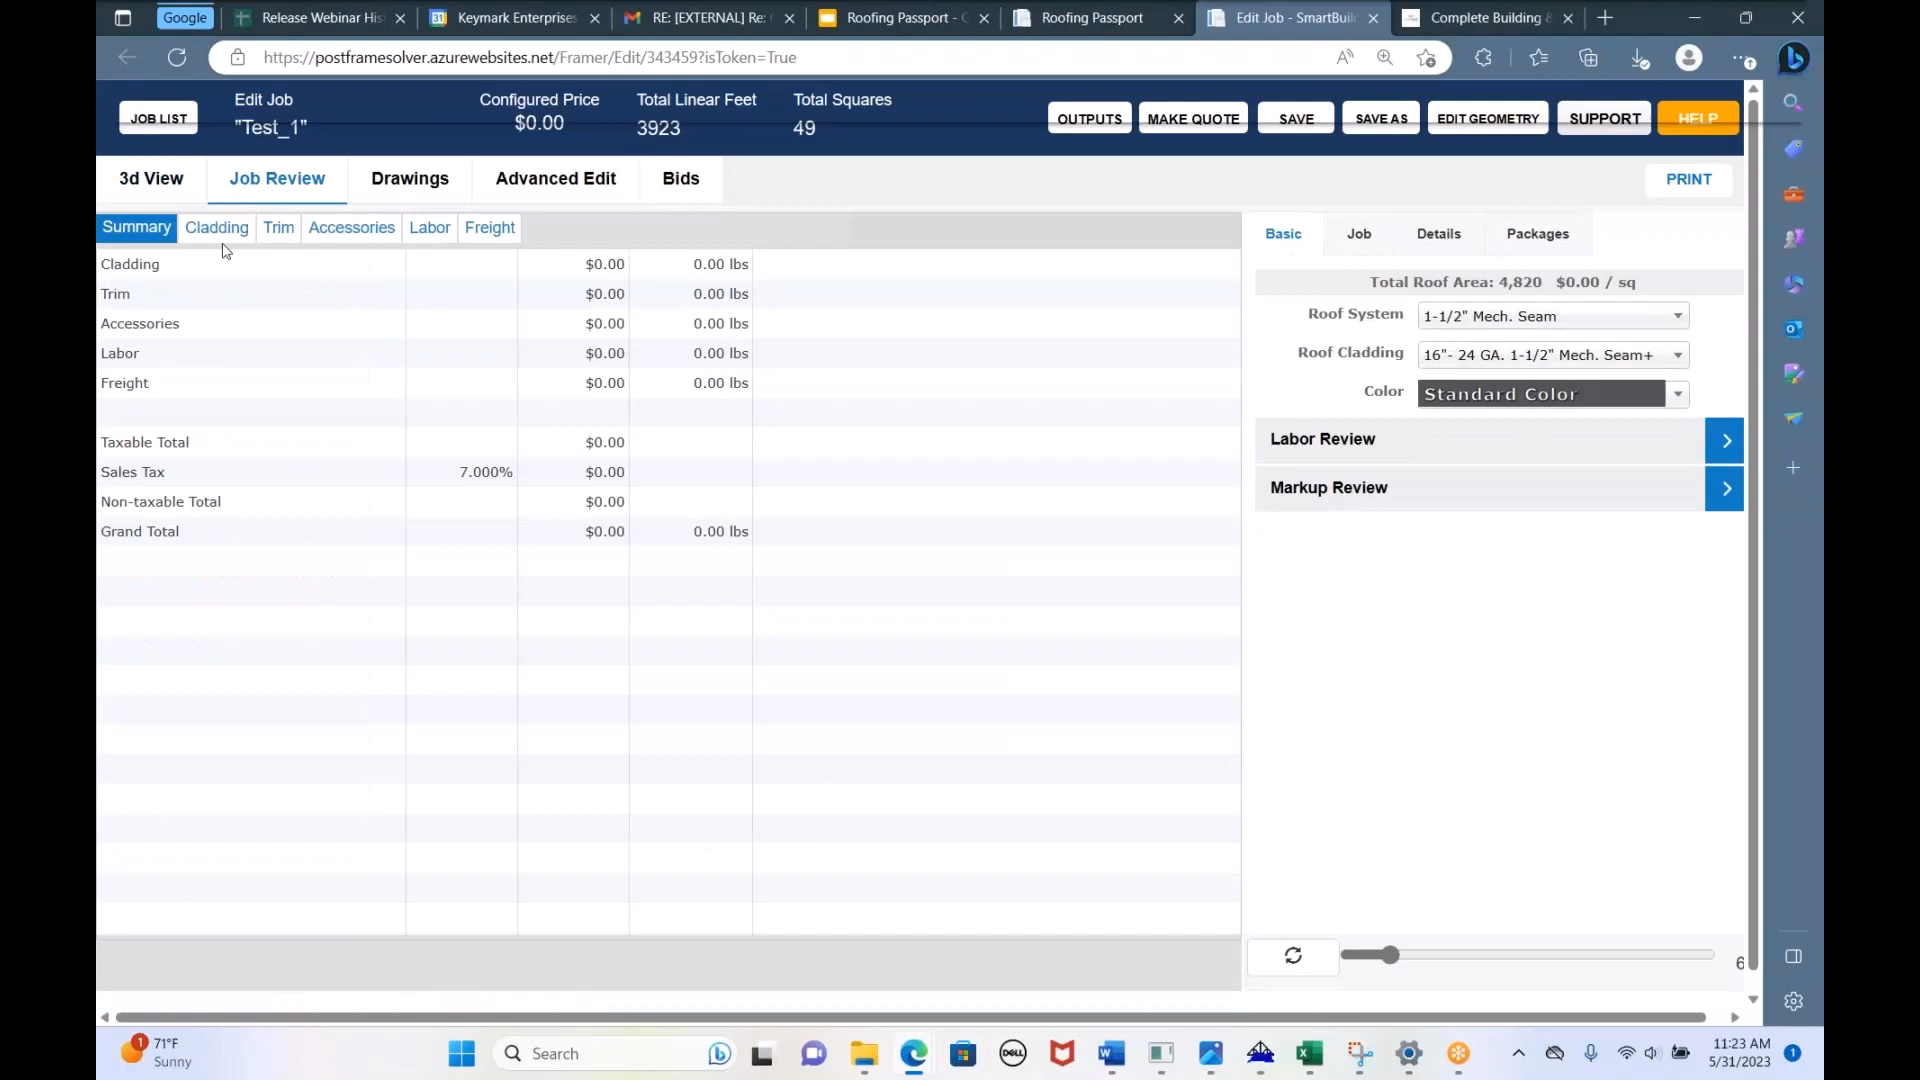 Google
Release Webinar His
Keymark Enterprises
RE: [EXTERNAL] Re:
Roofing Passport -
Roofing Passport
Edit Job - SmartBuil
Complete Building &
https://postframesolver.azurewebsites.net/Framer/Edit/343459?isToken=True
JOB LIST
Edit Job
"Test_1"
Configured Price
$0.00
Total Linear Feet
3923
Total Squares
49
OUTPUTS
MAKE QUOTE
SAVE
SAVE AS
EDIT GEOMETRY
SUPPORT
HELP
3d View
Job Review
Drawings
Advanced Edit
Bids
PRINT
Summary
Cladding
Trim
Accessories
Labor
Freight
Cladding $0.00 0.00 lbs
Trim $0.00 0.00 lbs
Accessories $0.00 0.00 lbs
Labor $0.00 0.00 lbs
Freight $0.00 0.00 lbs
Taxable Total $0.00
Sales Tax 7.000% $0.00
Non-taxable Total $0.00
Grand Total $0.00 0.00 lbs
Basic
Job
Details
Packages
Total Roof Area: 4,820 $0.00 / sq
Roof System 1-1/2" Mech. Seam
Roof Cladding 16"- 24 GA. 1-1/2" Mech. Seam+
Color Standard Color
Labor Review
Markup Review
6
1
71°F
Sunny
Search
DELL
11:23 AM
5/31/2023
1